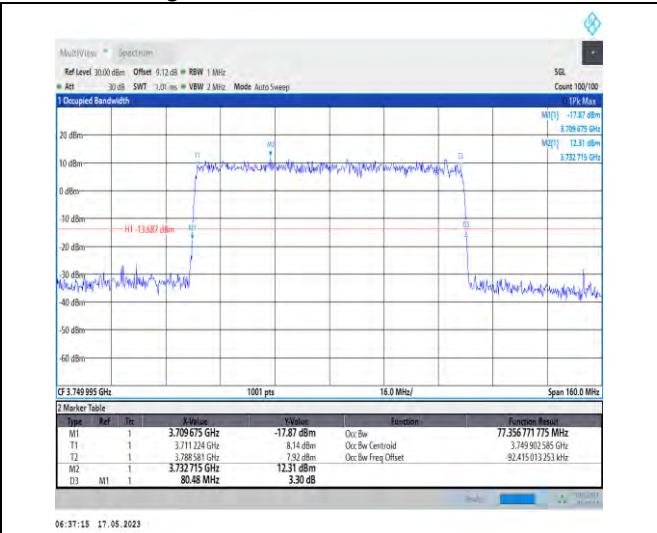 MultiView Spectrum
Ref Level 30.00 dBm Offset 9.12 dB RBW 1 MHz SGL
Att 30 dB SWT 1.01 ms VBW 2 MHz Mode Auto Sweep Count 100/100
1 Occupied Bandwidth 1Pk Max
M1[1] -17.87 dBm
3.709 675 GHz
20 dBm
M2[1] 12.31 dBm
3.732 715 GHz
M2
T1
10 dBm
0 dBm
-10 dBm
H1 -13.687 dBm M1
D3
-20 dBm
-30 dBm
-40 dBm
-50 dBm
-60 dBm
CF 3.749 995 GHz 1001 pts 16.0 MHz/ Span 160.0 MHz
2 Marker Table
Type Ref Trc X-Value Y-Value Function Function Result
M1 1 3.709 675 GHz -17.87 dBm Occ Bw 77.356 771 775 MHz
T1 1 3.711 224 GHz 8.14 dBm Occ Bw Centroid 3.749 902 585 GHz
T2 1 3.788 581 GHz 7.92 dBm Occ Bw Freq Offset 92.415 013 253 kHz
M2 1 3.732 715 GHz 12.31 dBm
D3 M1 1 80.48 MHz 3.30 dB
06:37:15 17.05.2023